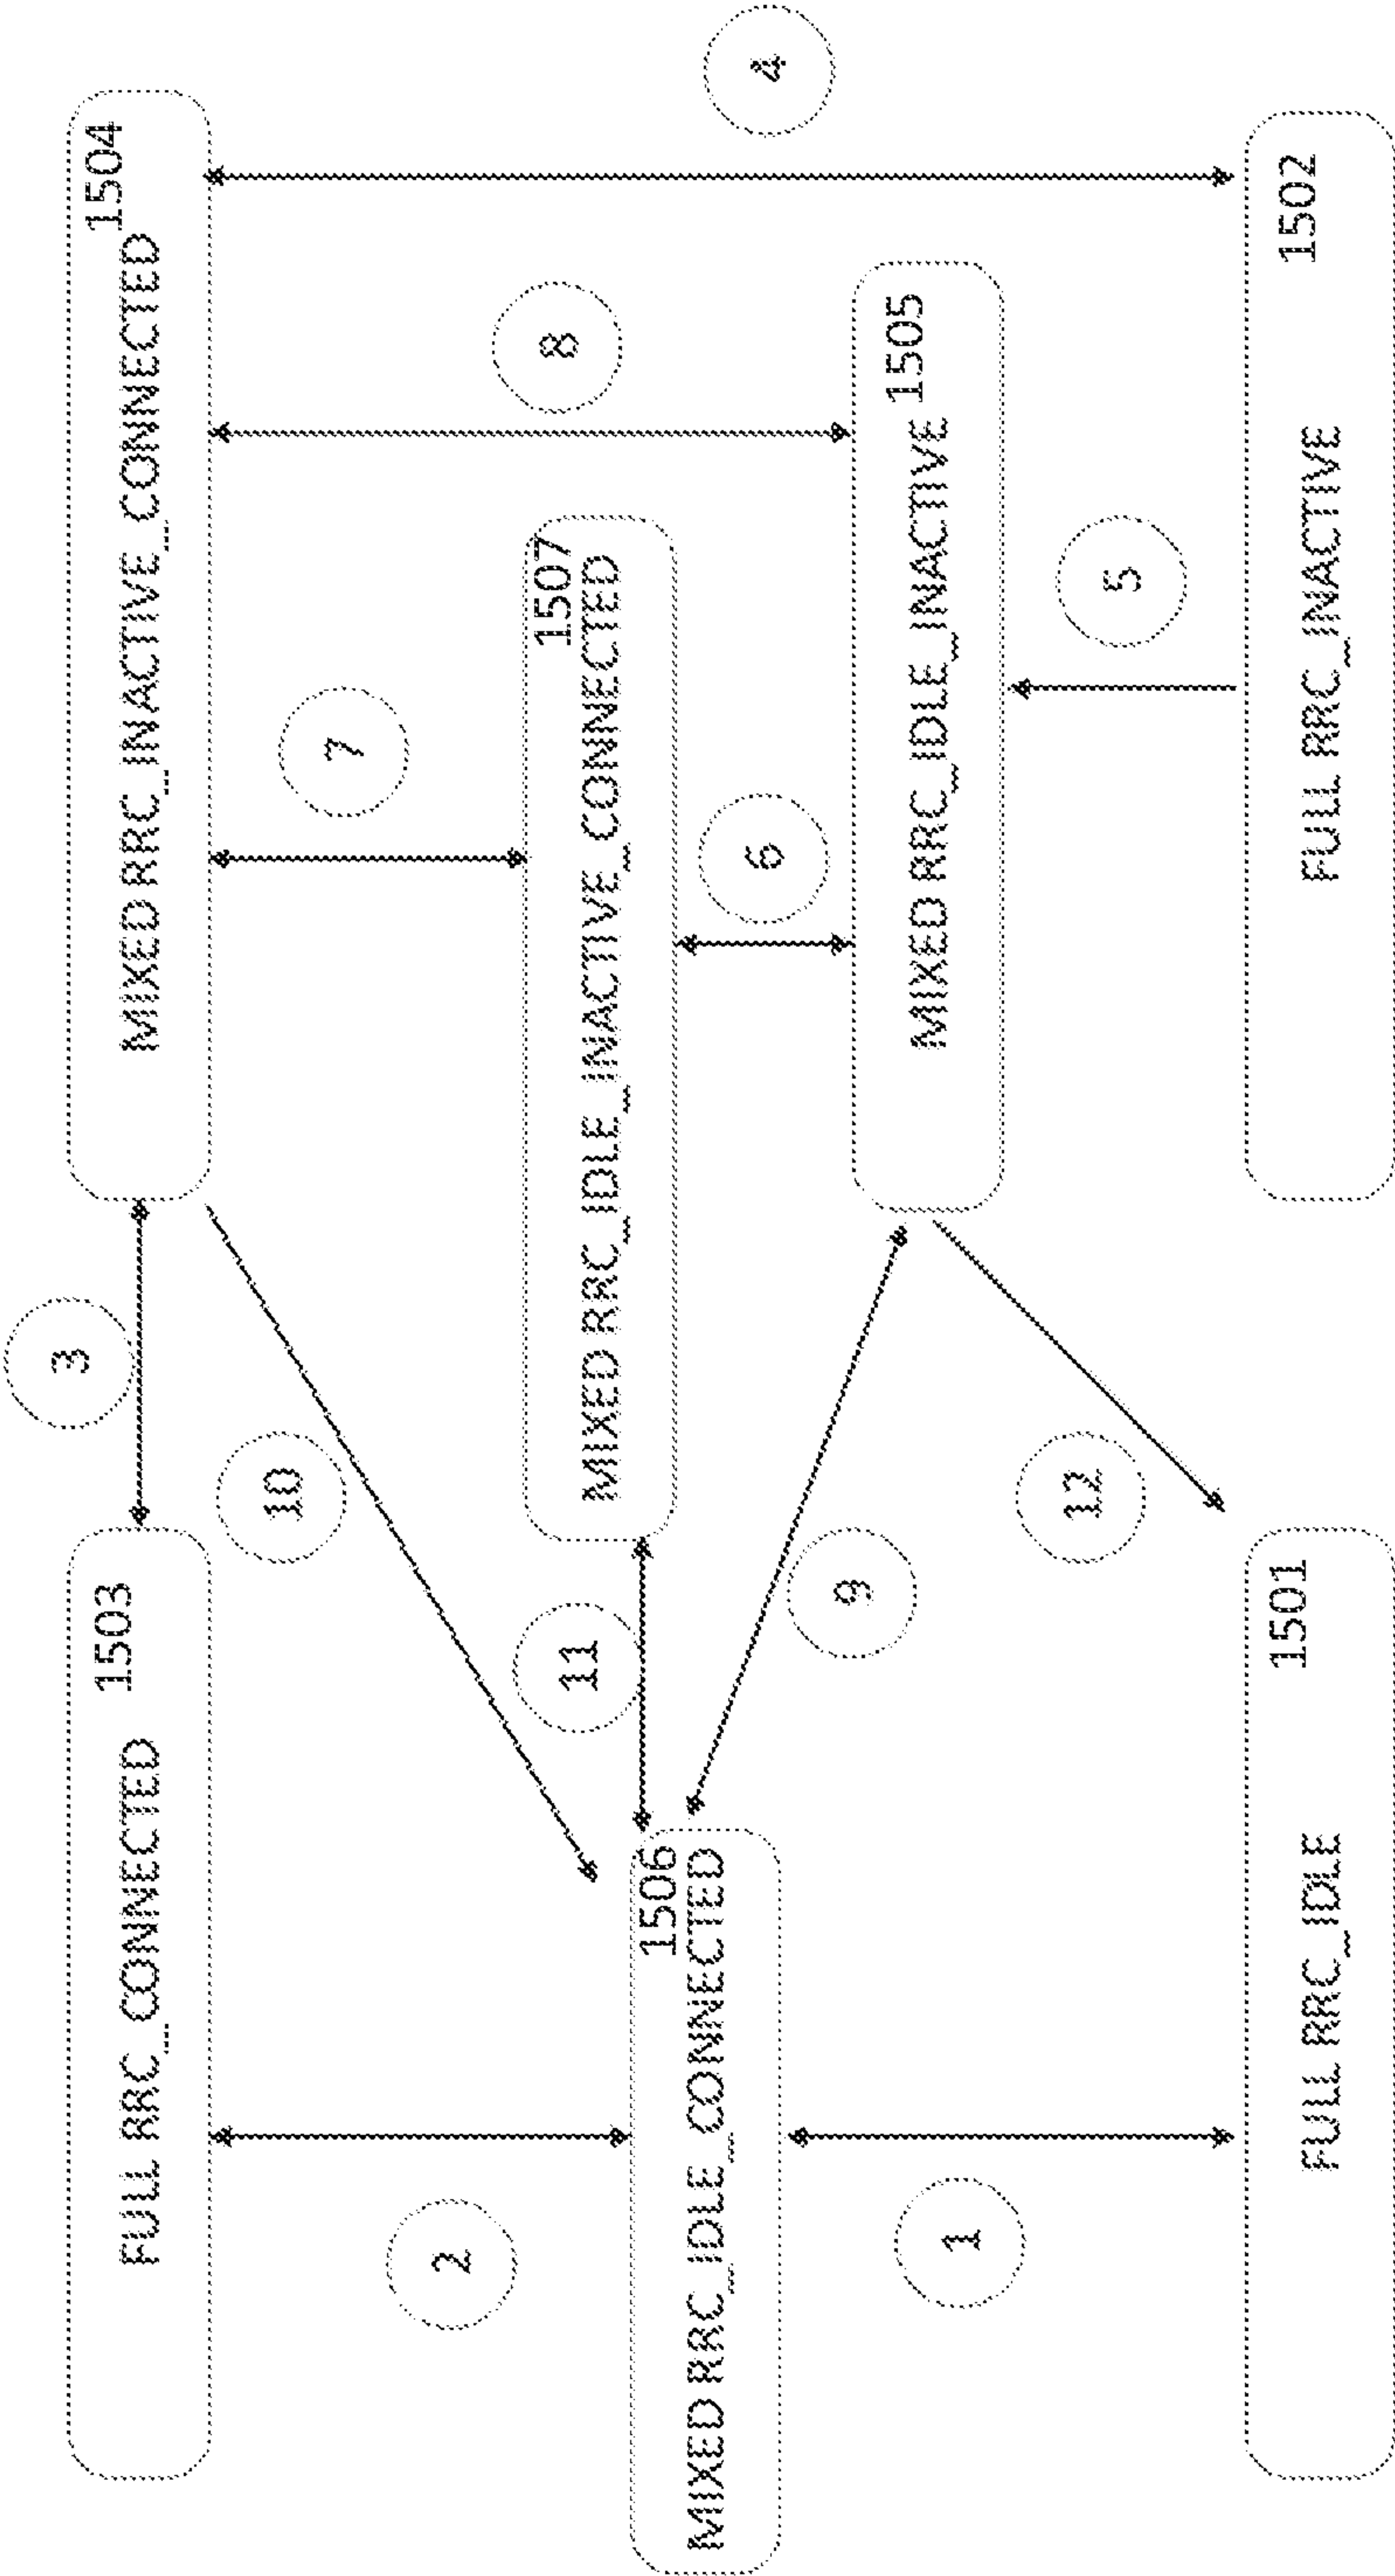 3
1503
1504
FULL RRC_CONNECTED
MIXED RRC_INACTIVE_CONNECTED
10
7
2
8
1507
11
MIXED RRC_IDLE_INACTIVE_CONNECTED
1506
MIXED RRC_IDLE_CONNECTED
6
4
9
1505
MIXED RRC_IDLE_INACTIVE
1
12
5
1501
1502
FULL RRC_IDLE
FULL RRC_INACTIVE